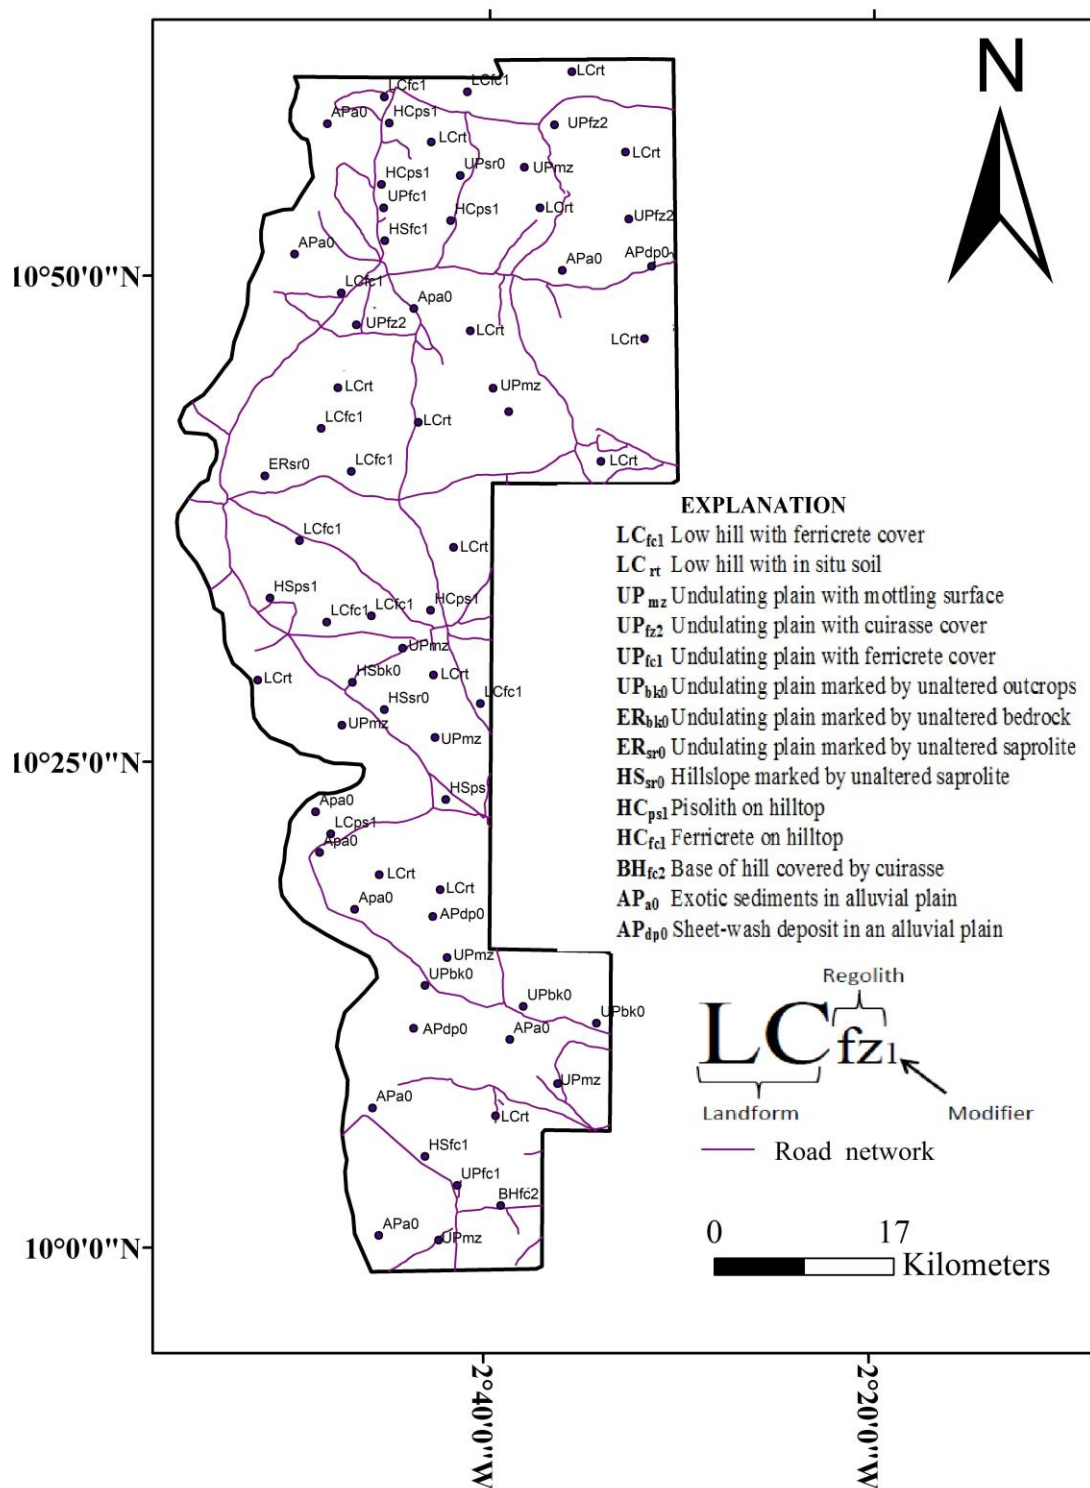 N
LCrt
LCfc1
LCfc1
APa0
HCps1
UPfz2
LCrt
LCrt
UPsr0
UPmz
HCps1
UPfc1
HCps1
LCrt
UPfz2
HSfc1
APa0
APa0
APdp0
10°50'0"N
LCfc1
Apa0
UPfz2
LCrt
LCrt
LCrt
UPmz
LCfc1
LCrt
ERsr0
LCfc1
LCrt
EXPLANATION
LCfc1 Low hill with ferricrete cover
LC rt Low hill with in situ soil
UP mz Undulating plain with mottling surface
UPfz2 Undulating plain with cuirasse cover
UPfc1 Undulating plain with ferricrete cover
UPbk0 Undulating plain marked by unaltered outcrops
ERbk0 Undulating plain marked by unaltered bedrock
ERsr0 Undulating plain marked by unaltered saprolite
HSsr0 Hillslope marked by unaltered saprolite
HCps1 Pisolith on hilltop
HCfc1 Ferricrete on hilltop
BHfc2 Base of hill covered by cuirasse
APa0 Exotic sediments in alluvial plain
APdp0 Sheet-wash deposit in an alluvial plain
LCfc1
LCrt
HSps1
LCfc1
LCfc1
HCps1
UPmz
LCrt
HSbk0
LCrt
HSsr0
LCfc1
UPmz
UPmz
10°25'0"N
HSps
Apa0
LCps1
Apa0
LCrt
LCrt
Apa0
APdp0
UPmz
UPbk0
UPbk0
UPbk0
APdp0
APa0
UPmz
APa0
LCrt
HSfc1
UPfc1
BHfc2
APa0
UPmz
Regolith
LCfz1
Landform
Modifier
Road network
0 17
Kilometers
10°0'0"N
2°40'0"W
2°20'0"W